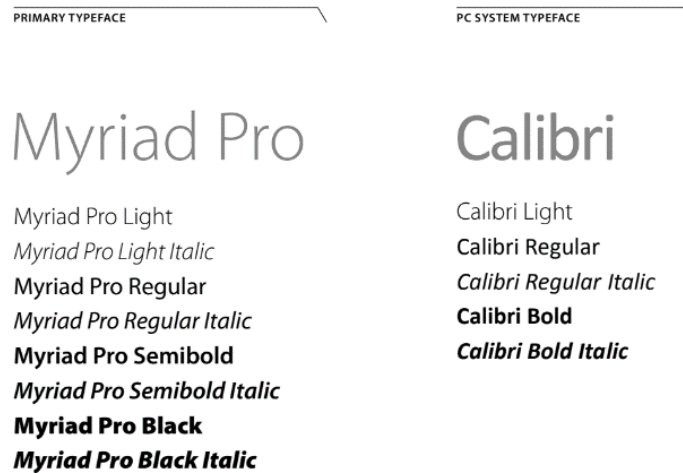 PRIMARY TYPEFACE
Myriad Pro
Myriad Pro Light
Myriad Pro Light Italic
Myriad Pro Regular
Myriad Pro Regular Italic
Myriad Pro Semibold
Myriad Pro Semibold Italic
Myriad Pro Black
Myriad Pro Black Italic
PC SYSTEM TYPEFACE
Calibri
Calibri Light
Calibri Regular
Calibri Regular Italic
Calibri Bold
Calibri Bold Italic